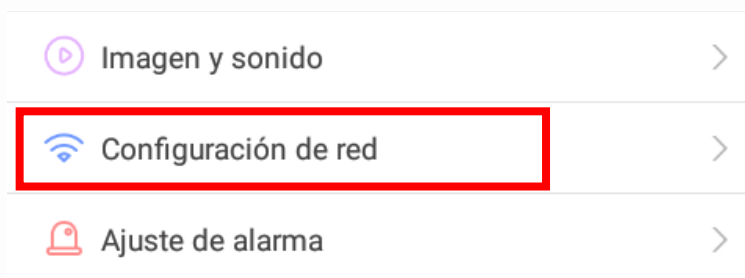 Imagen y sonido
Configuración de red
Ajuste de alarma